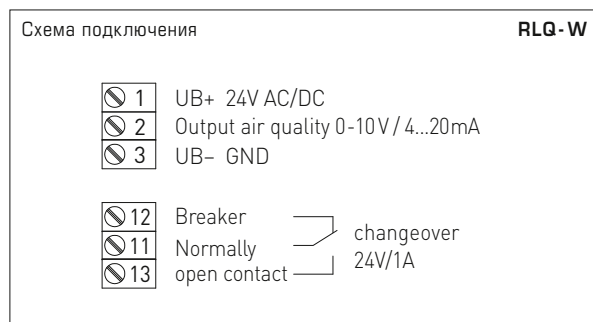 Схема подключения RLQ-W
1 UB+ 24V AC/DC
2 Output air quality 0-10V / 4...20mA
3 UB– GND
12 Breaker
changeover
11 Normally
24V/1A
13 open contact